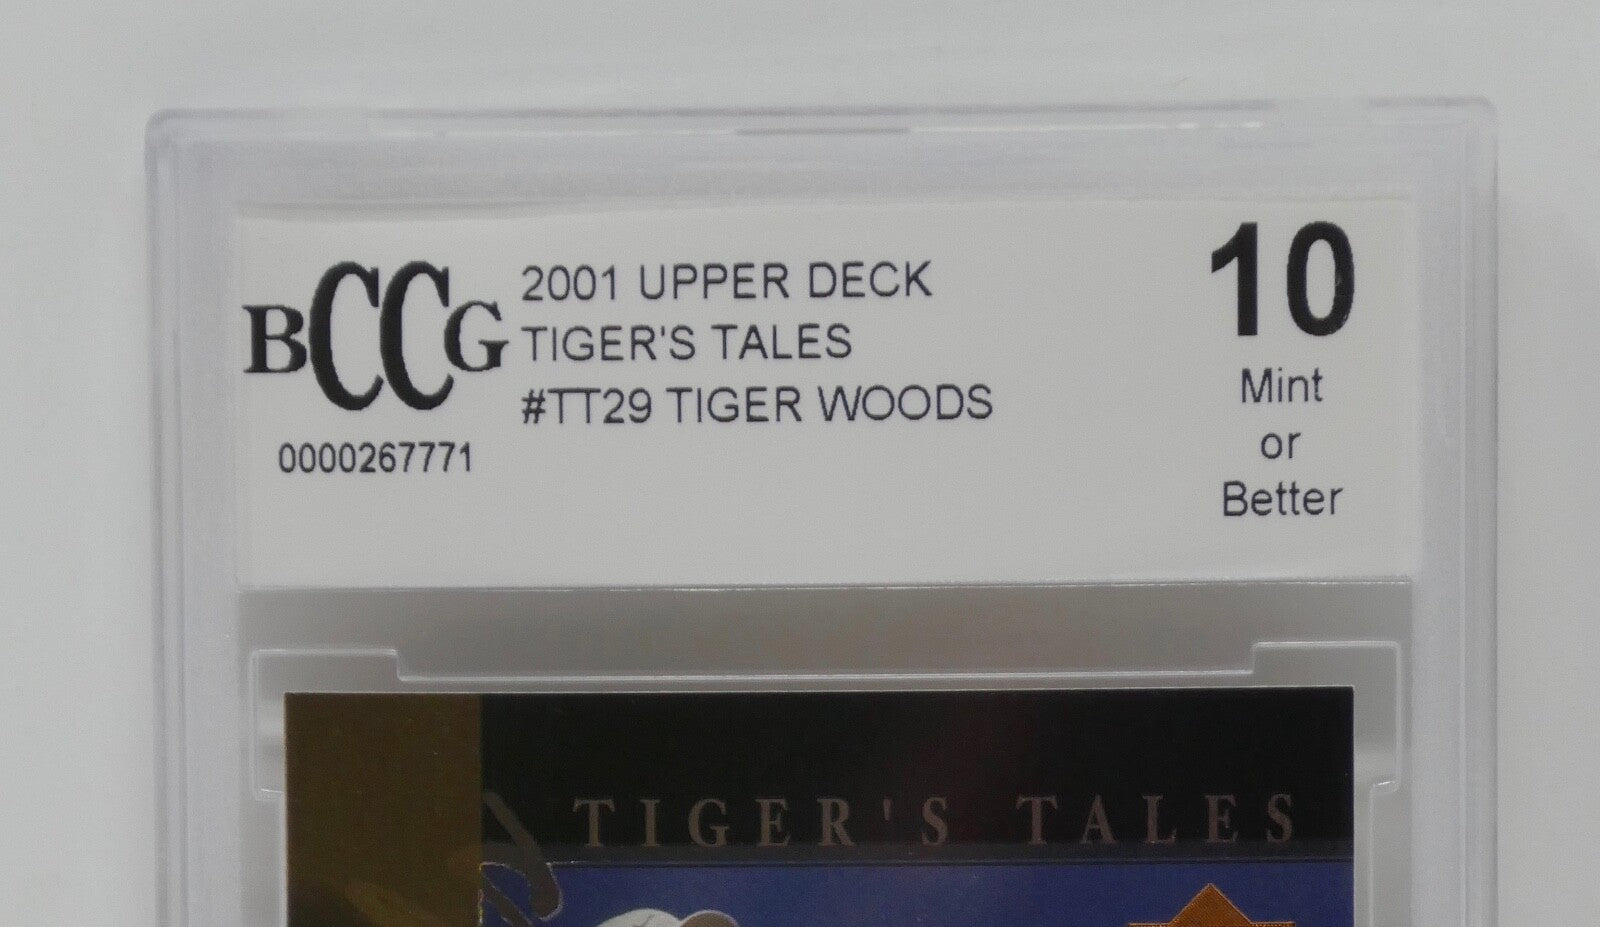 BCCG
0000267771
2001 UPPER DECK
TIGER'S TALES
#TT29 TIGER WOODS
10
Mint
or
Better
TIGER'S TALES